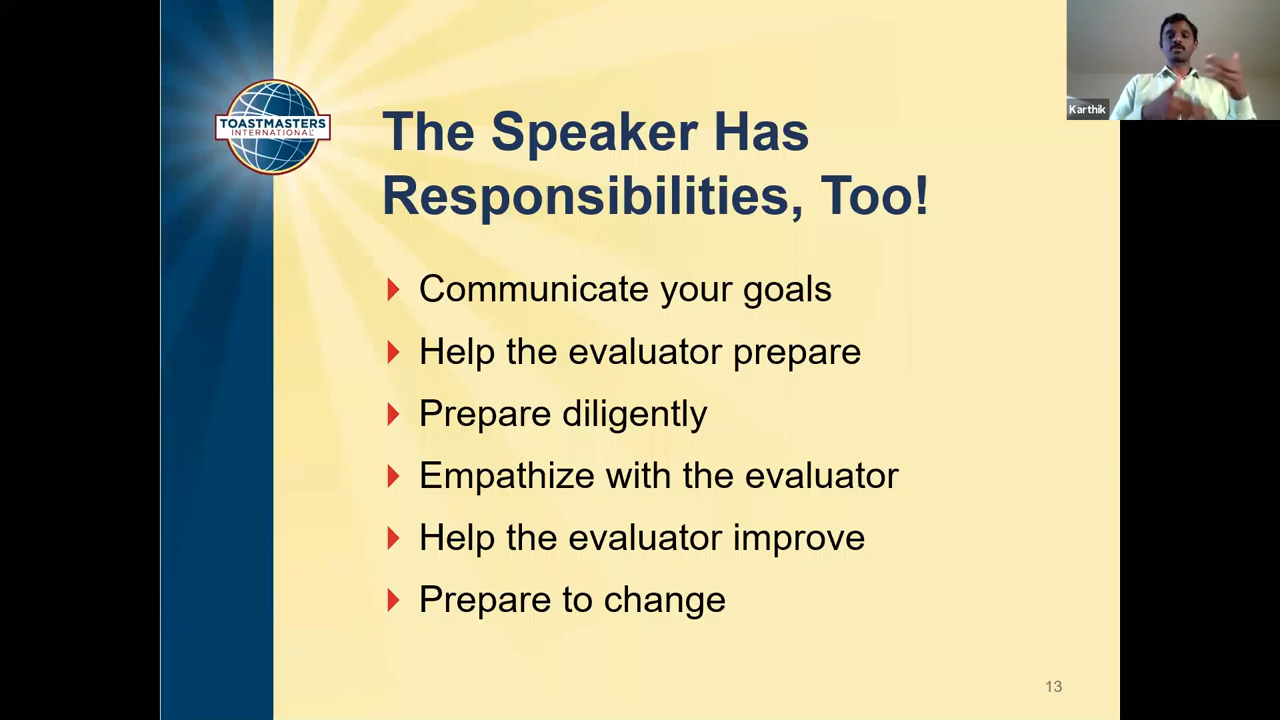 TOASTMASTERS
INTERNATIONAL
The Speaker Has
Responsibilities, Too!
Communicate your goals
Help the evaluator prepare
Prepare diligently
Empathize with the evaluator
Help the evaluator improve
Prepare to change
13
Karthik